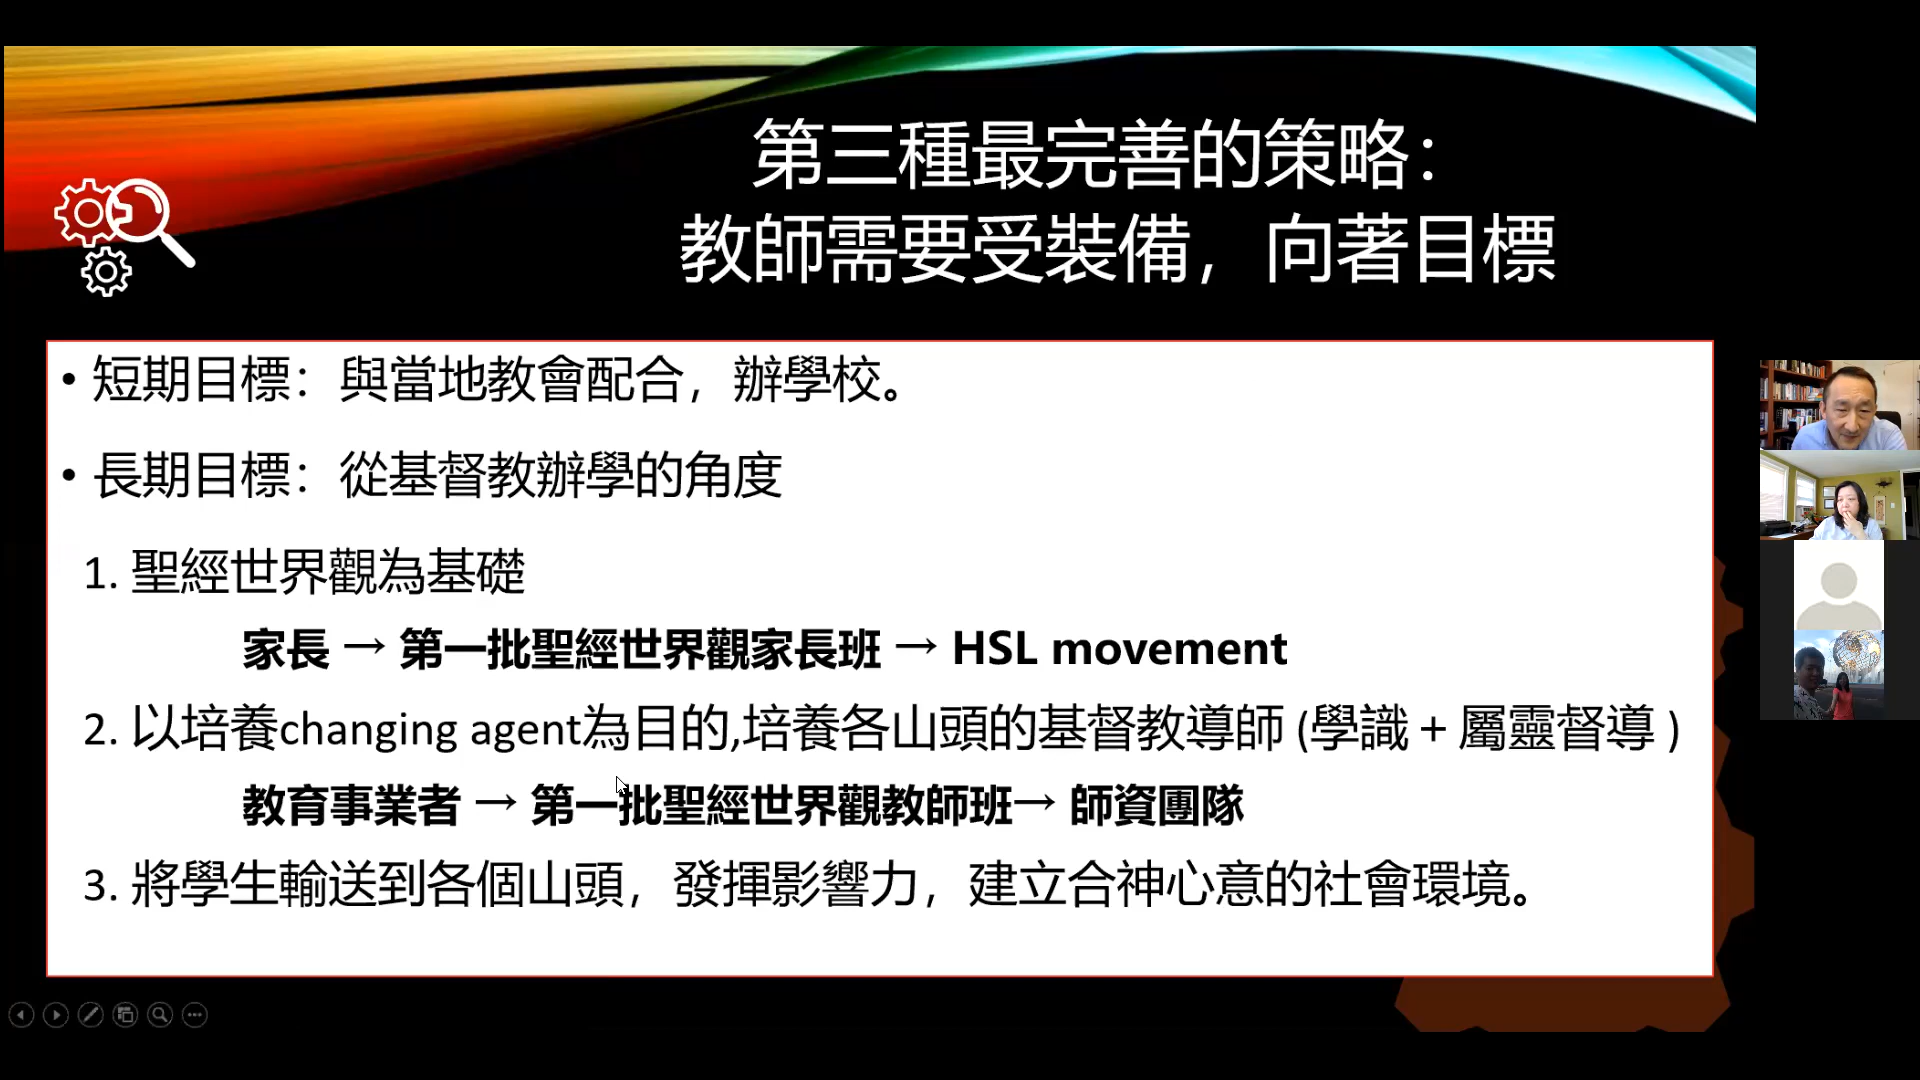 第三種最完善的策略：
教師需要受裝備，向著目標
• 短期目標：與當地教會配合，辦學校。
• 長期目標：從基督教辦學的角度
1. 聖經世界觀為基礎
家長 → 第一批聖經世界觀家長班 → HSL movement
2. 以培養changing agent為目的,培養各山頭的基督教導師 (學識 + 屬靈督導 )
教育事業者 → 第一批聖經世界觀教師班→ 師資團隊
3. 將學生輸送到各個山頭，發揮影響力，建立合神心意的社會環境。